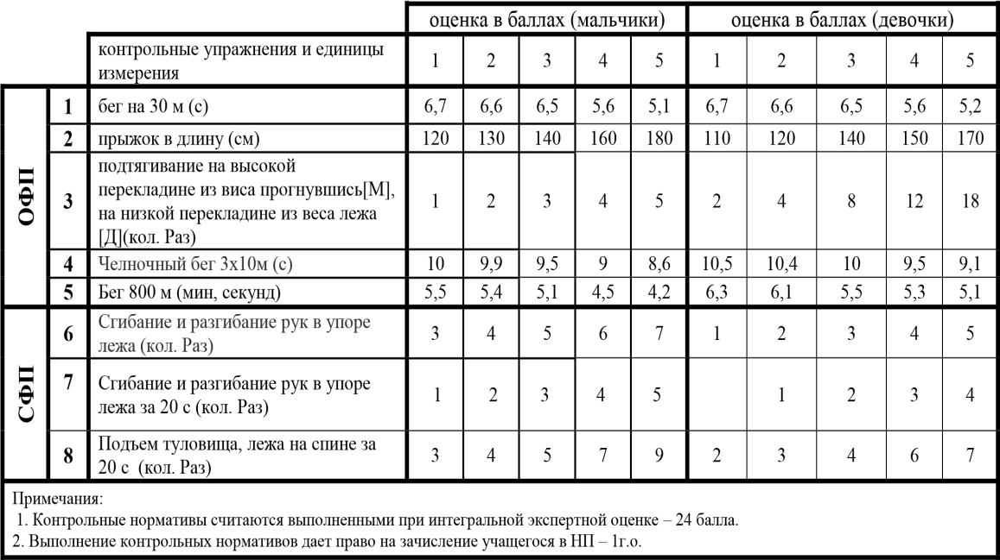 оценка в баллах (мальчики) оценка в баллах (девочки)
контрольные упражнения и единицы
измерения 1 2 3 4 5 1 2 3 4 5
ОФП
1 бег на 30 м (с) 6,7 6,6 6,5 5,6 5,1 6,7 6,6 6,5 5,6 5,2
2 прыжок в длину (см) 120 130 140 160 180 110 120 140 150 170
подтягивание на высокой
перекладине из виса прогнувшись[М],
3 на низкой перекладине из веса лежа 1 2 3 4 5 2 4 8 12 18
[Д](кол. Раз)
4 Челночный бег 3х10м (с) 10 9,9 9,5 9 8,6 10,5 10,4 10 9,5 9,1
5 Бег 800 м (мин, секунд) 5,5 5,4 5,1 4,5 4,2 6,3 6,1 5,5 5,3 5,1
СФП
6 Сгибание и разгибание рук в упоре
лежа (кол. Раз) 3 4 5 6 7 1 2 3 4 5
7 Сгибание и разгибание рук в упоре
лежа за 20 с (кол. Раз) 1 2 3 4 5 1 2 3 4
8 Подъем туловища, лежа на спине за
20 с (кол. Раз) 3 4 5 7 9 2 3 4 6 7
Примечания:
1. Контрольные нормативы считаются выполненными при интегральной экспертной оценке – 24 балла.
2. Выполнение контрольных нормативов дает право на зачисление учащегося в НП – 1г.о.